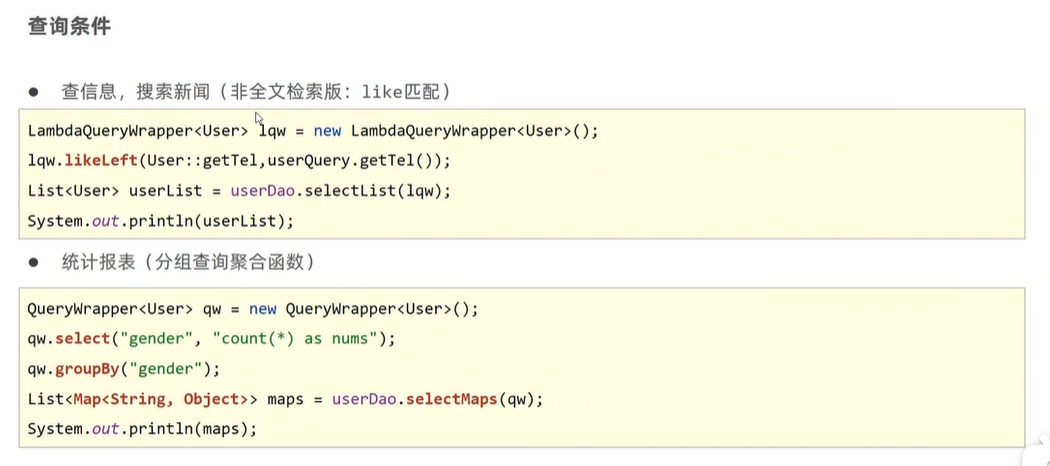 查询条件
● 查信息，搜索新闻（非全文检索版：like匹配）
LambdaQueryWrapper<User> lqw = new LambdaQueryWrapper<User>();
lqw.likeLeft(User::getTel,userQuery.getTel());
List<User> userList = userDao.selectList(lqw);
System.out.println(userList);
● 统计报表（分组查询聚合函数）
QueryWrapper<User> qw = new QueryWrapper<User>();
qw.select("gender", "count(*) as nums");
qw.groupBy("gender");
List<Map<String, Object>> maps = userDao.selectMaps(qw);
System.out.println(maps);